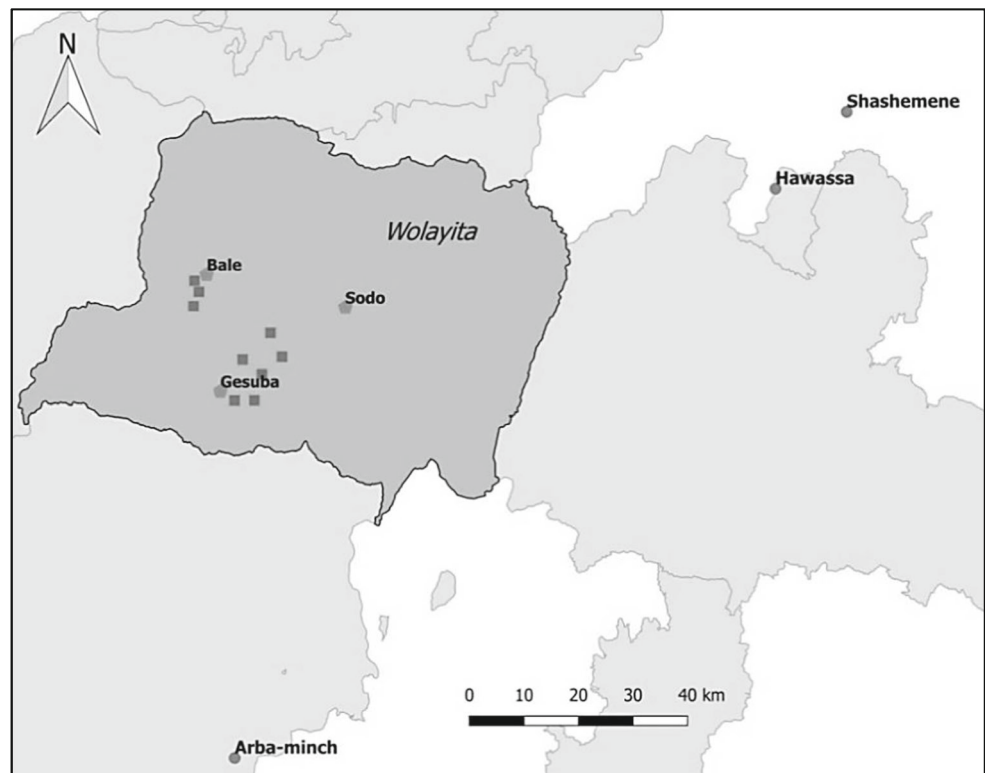 N
Shashemene
Hawassa
Wolayita
Bale
Sodo
Gesuba
0 10 20 30 40 km
Arba-minch